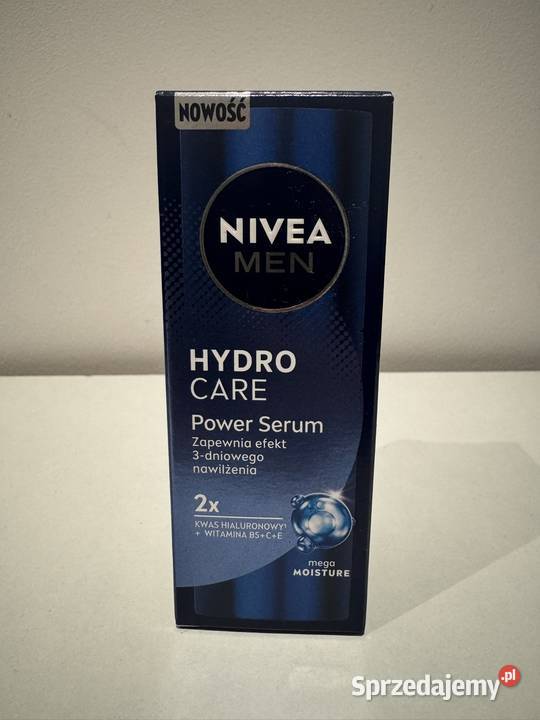 NOWOŚĆ
NIVEA
MEN
HYDRO
CARE
Power Serum
Zapewnia efekt
3-dniowego
nawilżenia
2x
KWAS HIALURONOWY¹
+ WITAMINA B5+C+E
mega
MOISTURE
Sprzedajemy.pl